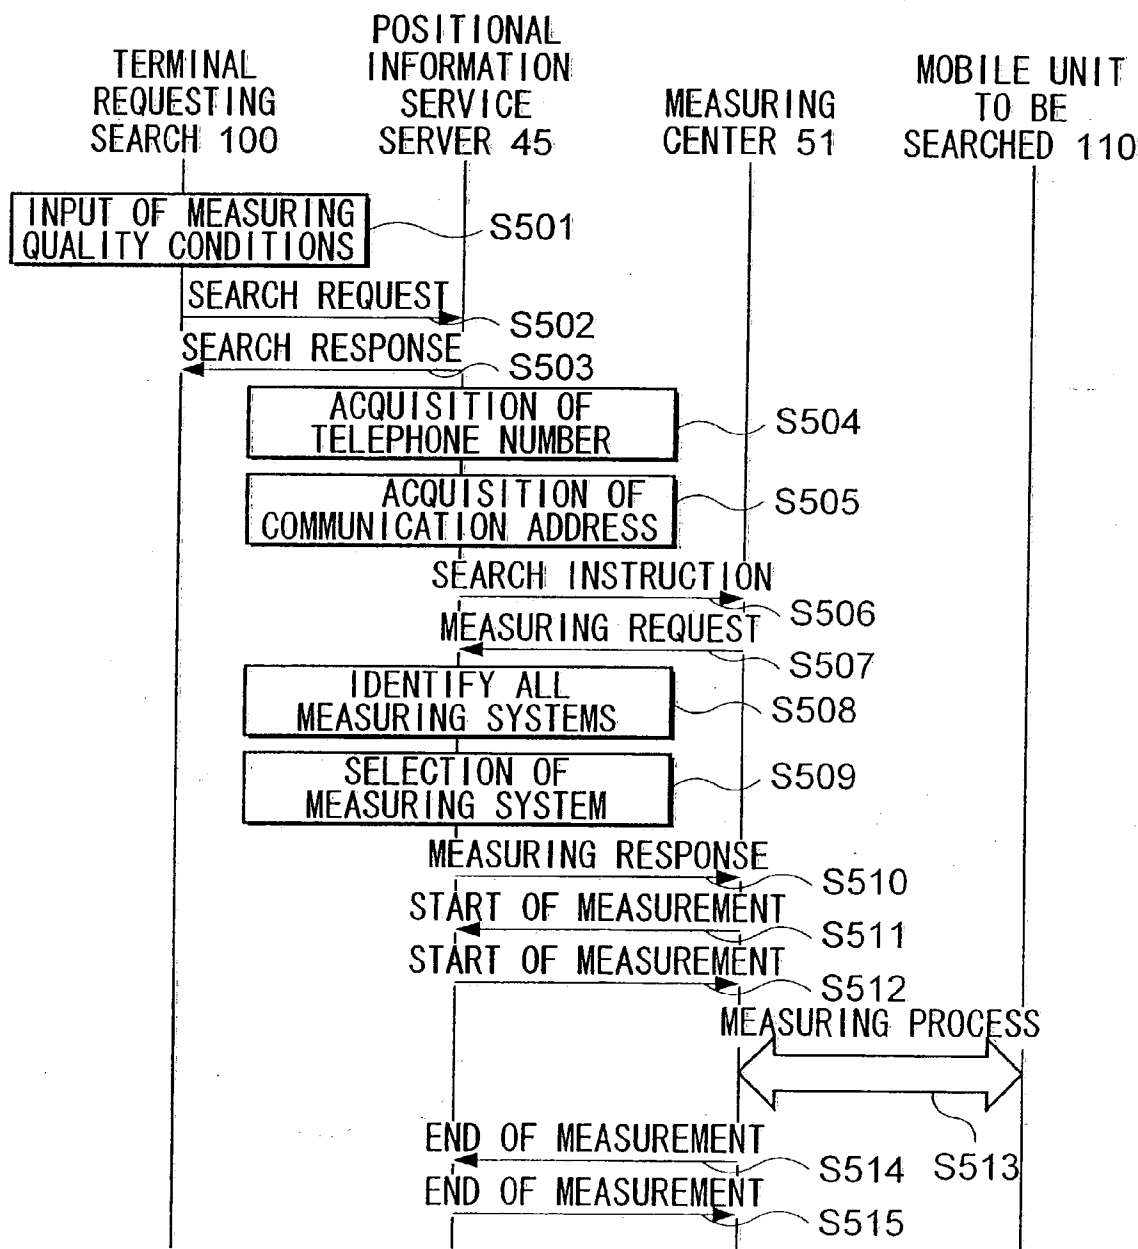 TERMINAL
REQUESTING
SEARCH 100
POSITIONAL
INFORMATION
SERVICE
SERVER 45
MEASURING
CENTER 51
MOBILE UNIT
TO BE
SEARCHED 110
INPUT OF MEASURING
QUALITY CONDITIONS
S501
SEARCH REQUEST
S502
SEARCH RESPONSE
S503
ACQUISITION OF
TELEPHONE NUMBER
S504
ACQUISITION OF
COMMUNICATION ADDRESS
S505
SEARCH INSTRUCTION
S506
MEASURING REQUEST
S507
IDENTIFY ALL
MEASURING SYSTEMS
S508
SELECTION OF
MEASURING SYSTEM
S509
MEASURING RESPONSE
S510
START OF MEASUREMENT
S511
START OF MEASUREMENT
S512
MEASURING PROCESS
S513
END OF MEASUREMENT
S514
END OF MEASUREMENT
S515